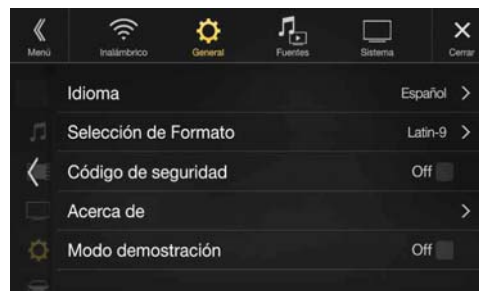 Menú Inalámbrico General Fuentes Sistema Cerrar
Idioma Español
Selección de Formato Latin-9
Código de seguridad Off
Acerca de
Modo demostración Off